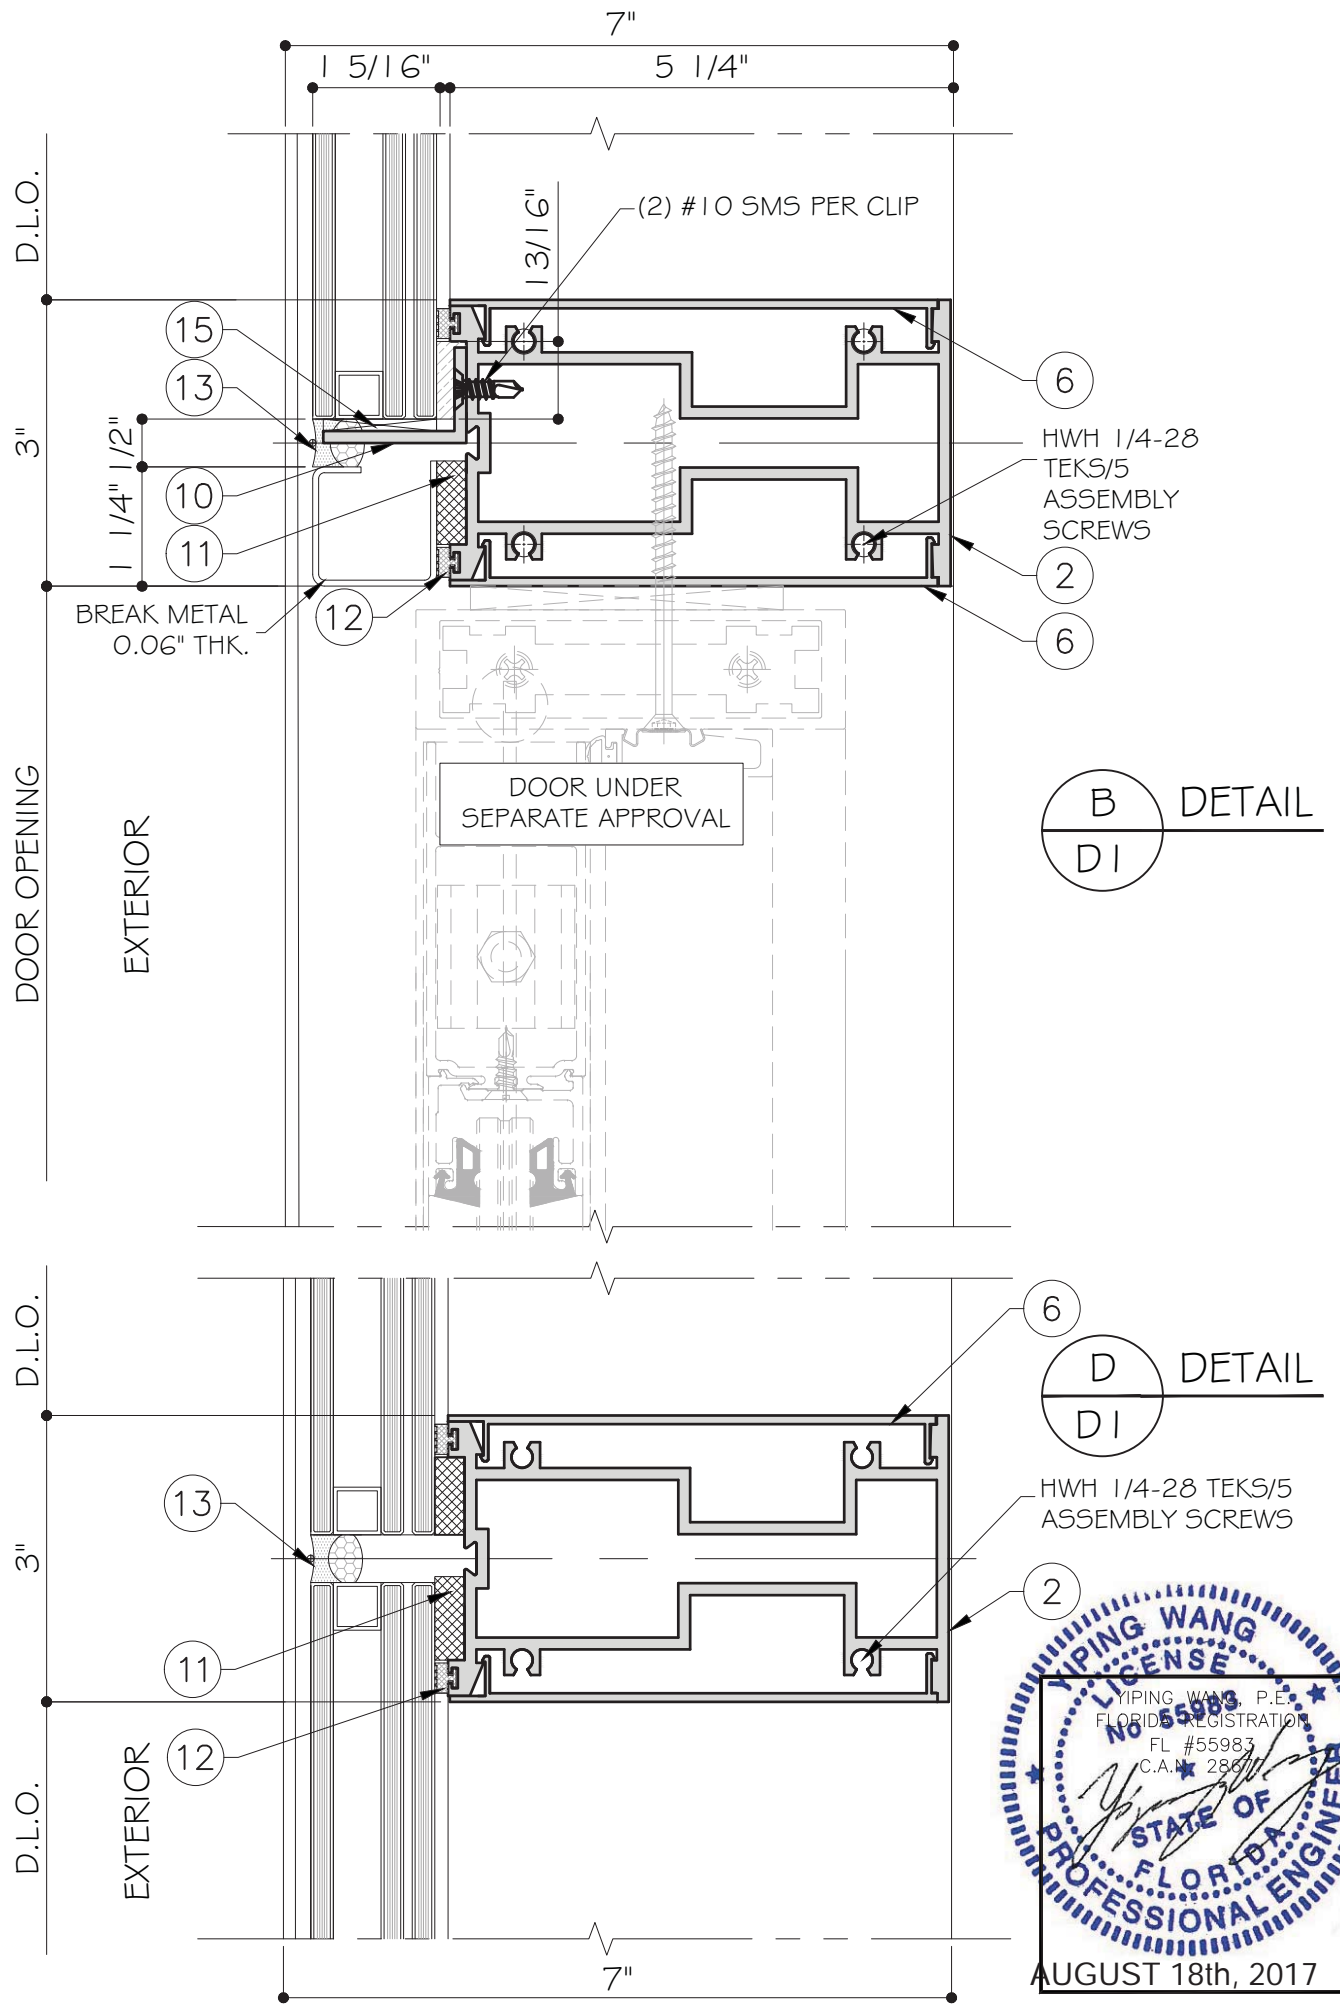 7"
1 5/16"
5 1/4"
D.L.O.
13/16"
(2) #10 SMS PER CLIP
15
13
6
3"
1/2"
1 1/4"
10
11
HWH 1/4-28
TEKS/5
ASSEMBLY
SCREWS
2
BREAK METAL
0.06" THK.
12
6
DOOR OPENING
EXTERIOR
DOOR UNDER
SEPARATE APPROVAL
B
D1
DETAIL
D.L.O.
6
D
D1
DETAIL
13
3"
HWH 1/4-28 TEKS/5
ASSEMBLY SCREWS
2
11
12
D.L.O.
EXTERIOR
7"
YIPING WANG
LICENSE
No 55983
STATE OF
FLORIDA
PROFESSIONAL ENGINEER
YIPING WANG, P.E.
FLORIDA REGISTRATION
FL #55983
C.A.N.
AUGUST 18th, 2017